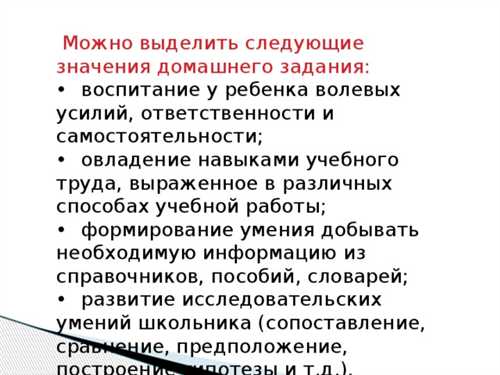 Можно выделить следующие
значения домашнего задания:
• воспитание у ребенка волевых
усилий, ответственности и
самостоятельности;
• овладение навыками учебного
труда, выраженное в различных
способах учебной работы;
• формирование умения добывать
необходимую информацию из
справочников, пособий, словарей;
• развитие исследовательских
умений школьника (сопоставление,
сравнение, предположение,
построение гипотезы и т.д.).